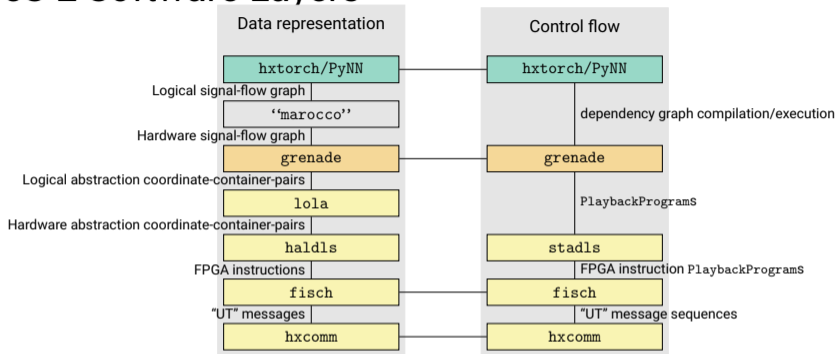 Data representation
Control flow
hxtorch/PyNN
hxtorch/PyNN
Logical signal-flow graph
“marocco”
dependency graph compilation/execution
Hardware signal-flow graph
grenade
grenade
Logical abstraction coordinate-container-pairs
lola
PlaybackPrograms
Hardware abstraction coordinate-container-pairs
haldls
stadls
FPGA instructions
FPGA instruction PlaybackPrograms
fisch
fisch
“UT” messages
“UT” message sequences
hxcomm
hxcomm